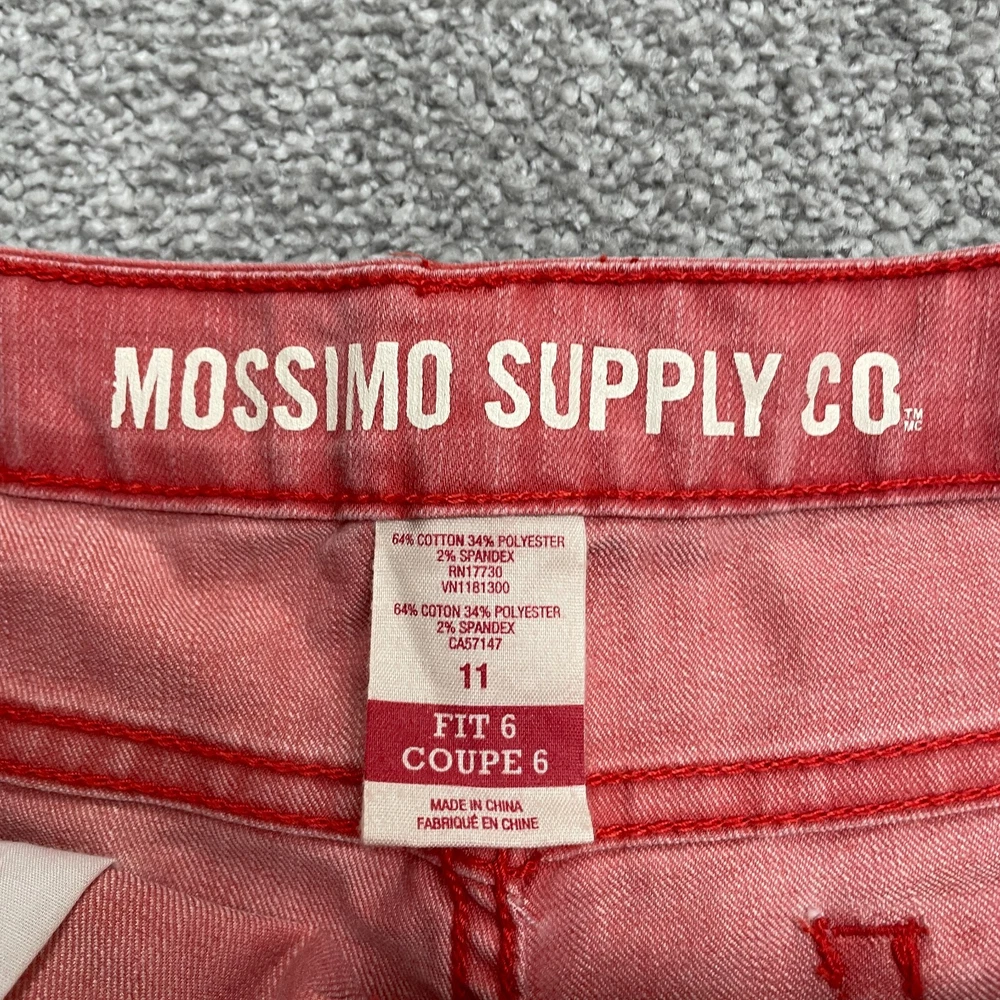 MOSSIMO SUPPLY CO.
TM
MC
64% COTTON 34% POLYESTER
2% SPANDEX
RN17730
VN1181300
64% COTON 34% POLYESTER
2% SPANDEX
CA57147
11
FIT 6
COUPE 6
MADE IN CHINA
FABRIQUÉ EN CHINE